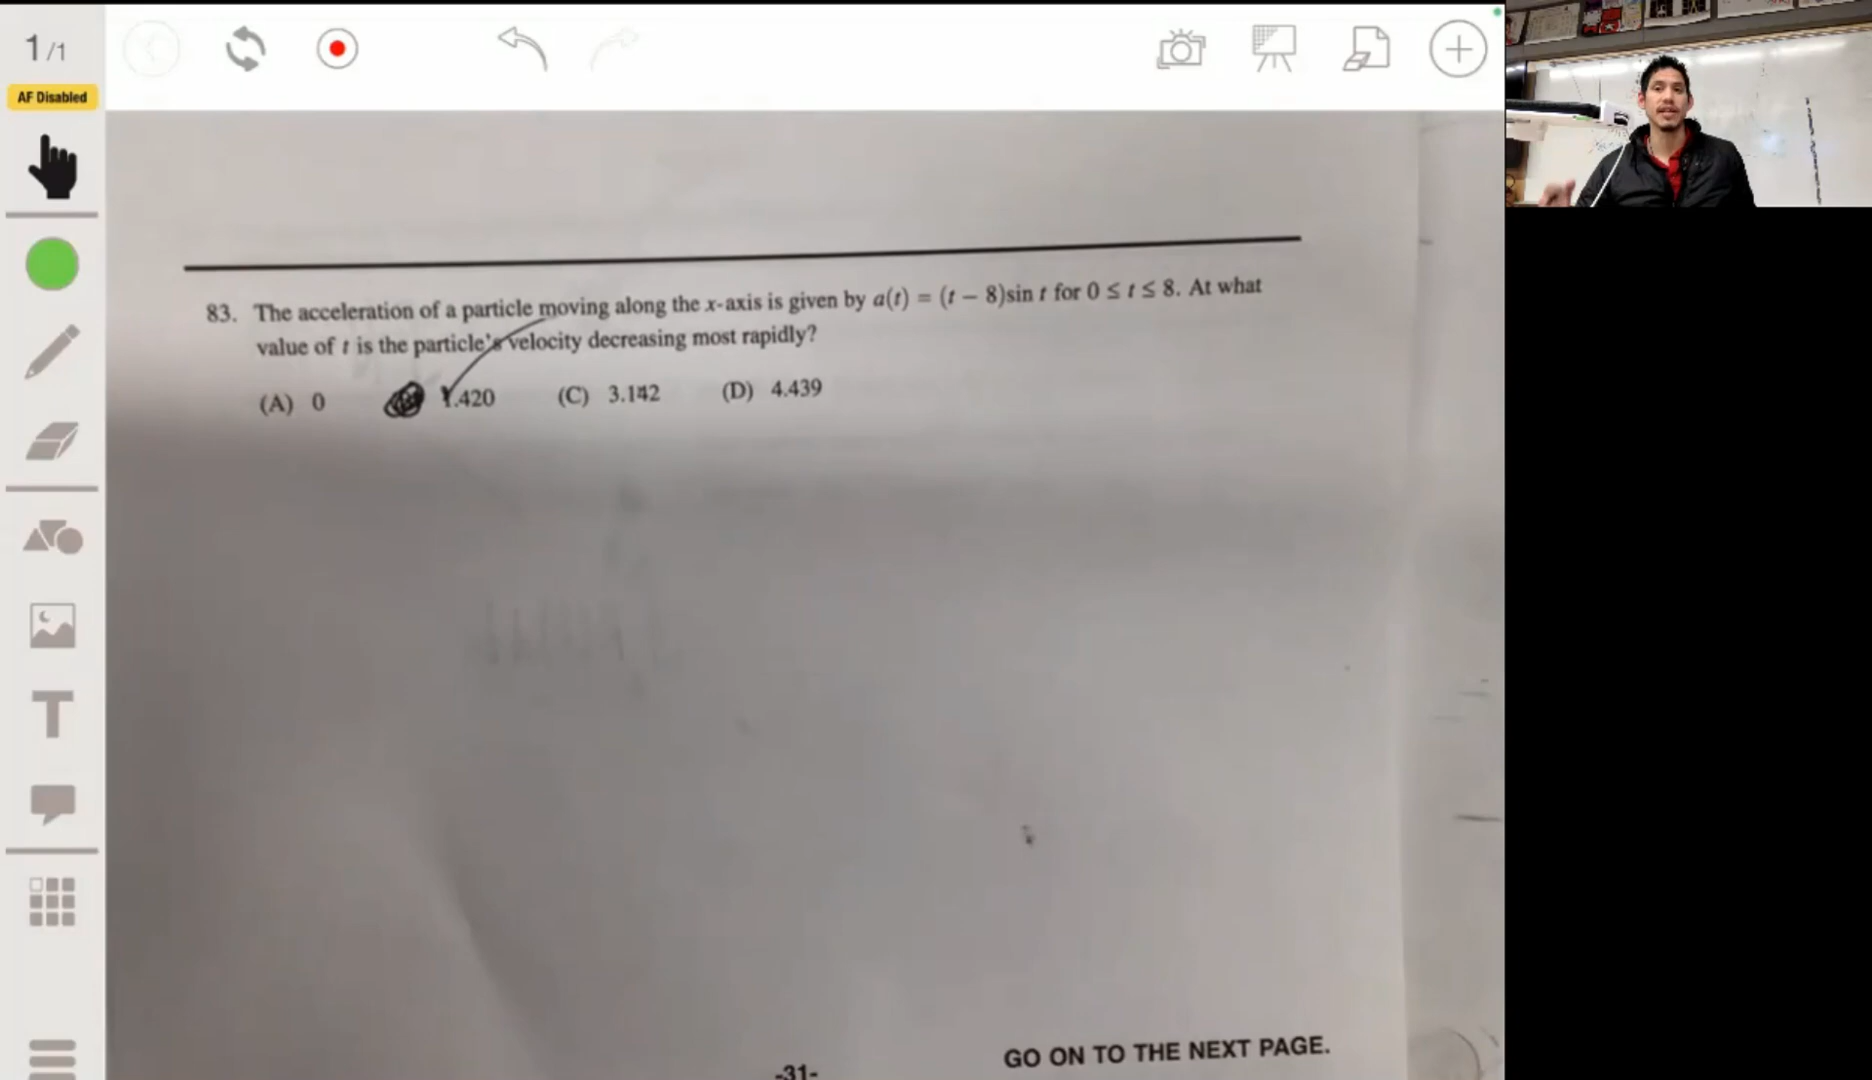 1/1
AF Disabled
T
83. The acceleration of a particle moving along the x-axis is given by a(t) = (t − 8)sin t for 0 ≤ t ≤ 8. At what
value of t is the particle's velocity decreasing most rapidly?
(A) 0 1.420 (C) 3.142 (D) 4.439
GO ON TO THE NEXT PAGE.
-31-